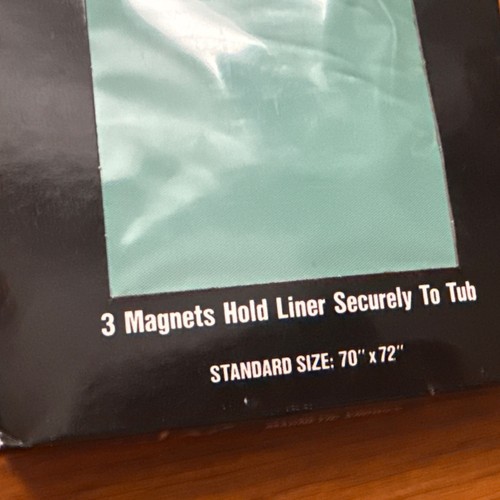 3 Magnets Hold Liner Securely To Tub
STANDARD SIZE: 70" x 72"